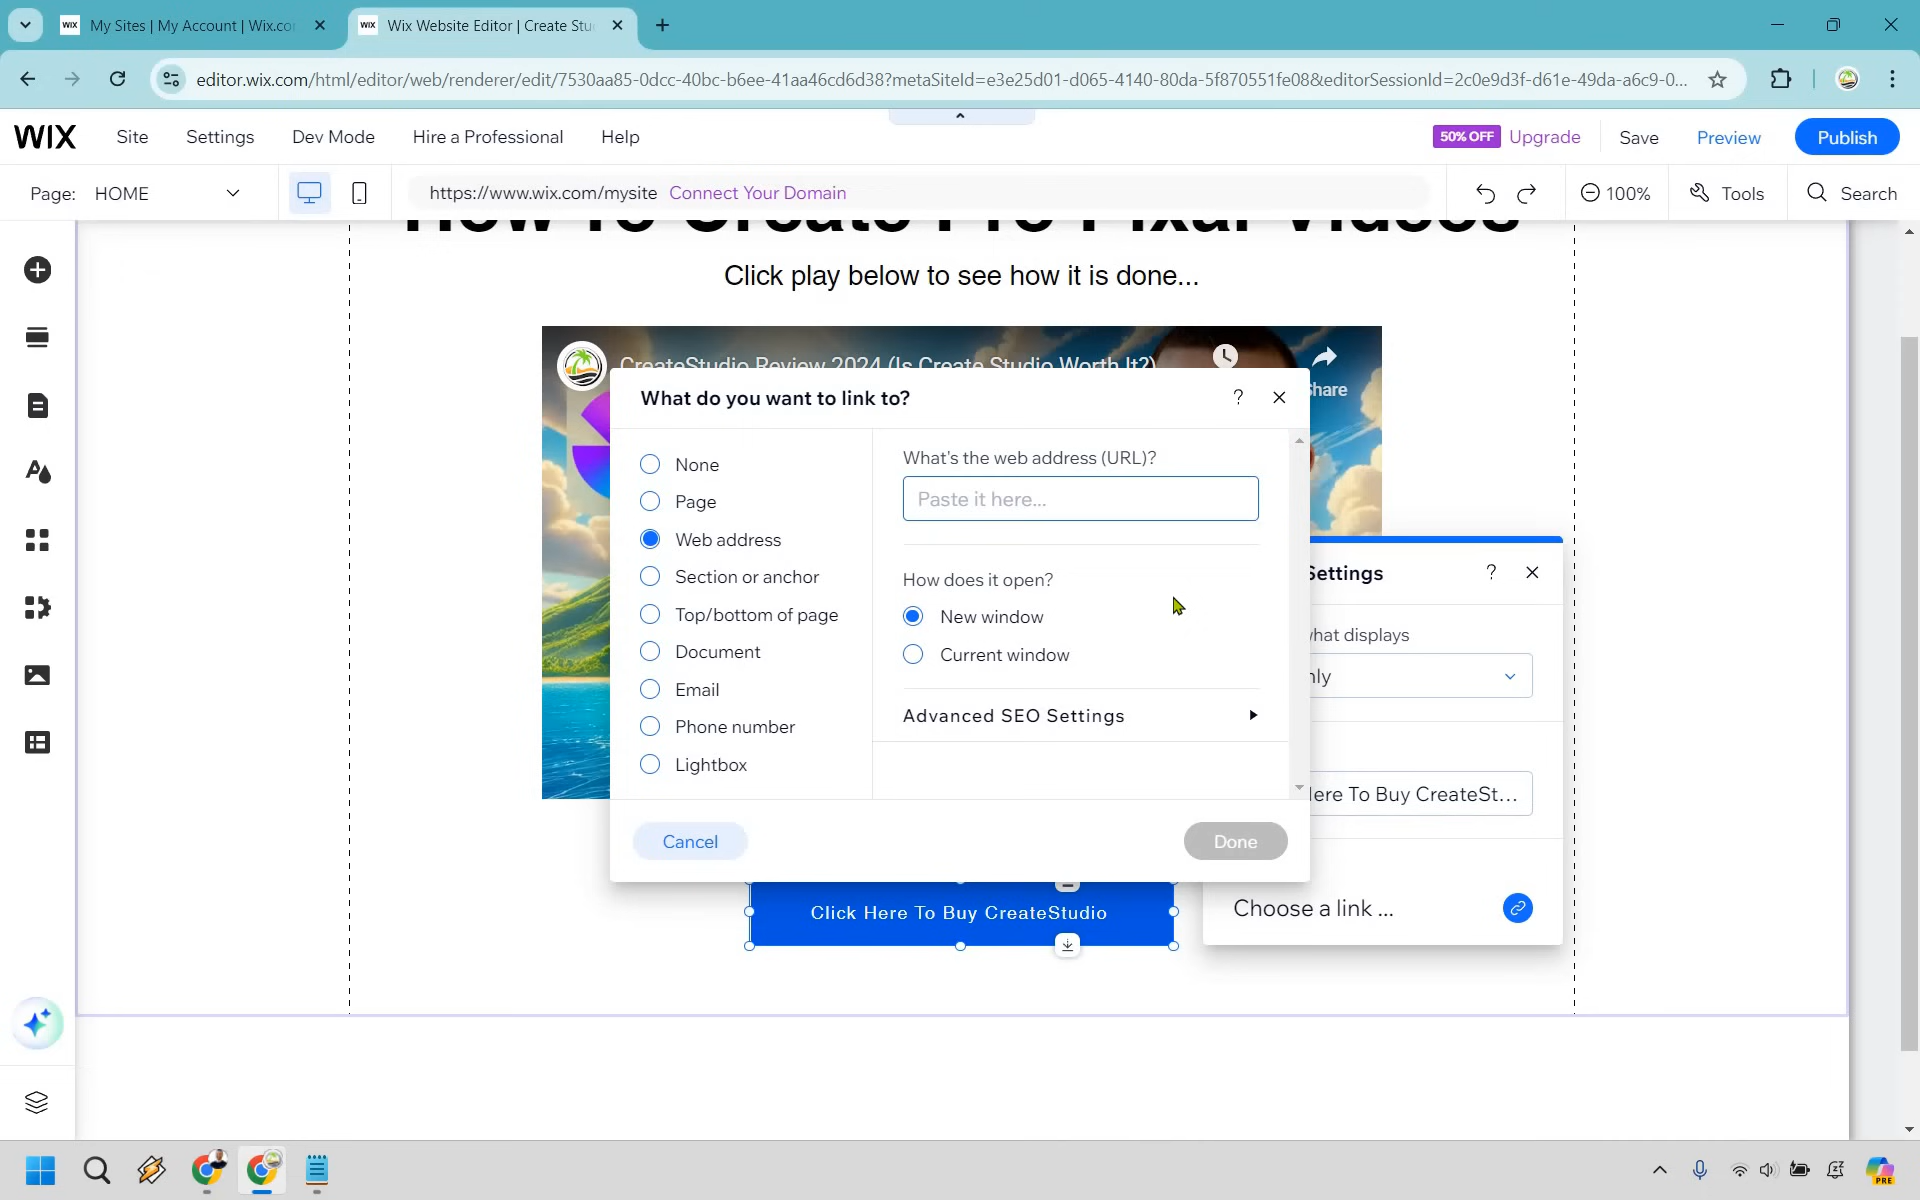 WIX My Sites | My Account | Wix.co
WIX Wix Website Editor | Create Stu
editor.wix.com/html/editor/web/renderer/edit/7530aa85-0dcc-40bc-b6ee-41aa46cd6d38?metaSiteId=e3e25d01-d065-4140-80da-5f870551fe08&editorSessionId=2c0e9d3f-d61e-49da-a6c9-0...
WIX Site Settings Dev Mode Hire a Professional Help 50% OFF Upgrade Save Preview Publish
Page: HOME https://www.wix.com/mysite Connect Your Domain 100% Tools Search
How To Create Pro Pixar Videos
Click play below to see how it is done...
CreateStudio Review 2024 (Is Create Studio Worth It?)
Share
What do you want to link to? ?
None
Page
Web address
Section or anchor
Top/bottom of page
Document
Email
Phone number
Lightbox
What's the web address (URL)?
Paste it here...
How does it open?
New window
Current window
Advanced SEO Settings
Cancel
Done
Settings ?
what displays
nly
Here To Buy CreateSt...
Choose a link ...
Click Here To Buy CreateStudio
PRE